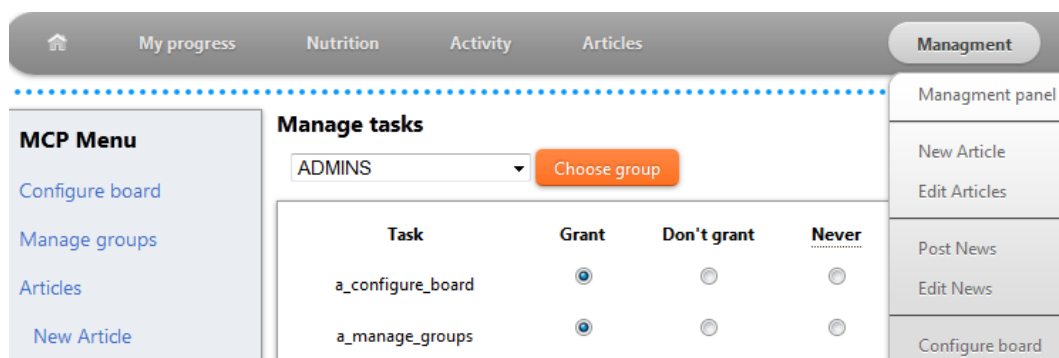 My progress Nutrition Activity Articles Managment
Managment panel
New Article
Edit Articles
Post News
Edit News
Configure board
MCP Menu
Configure board
Manage groups
Articles
New Article
Manage tasks
ADMINS Choose group
Task Grant Don't grant Never
a_configure_board
a_manage_groups